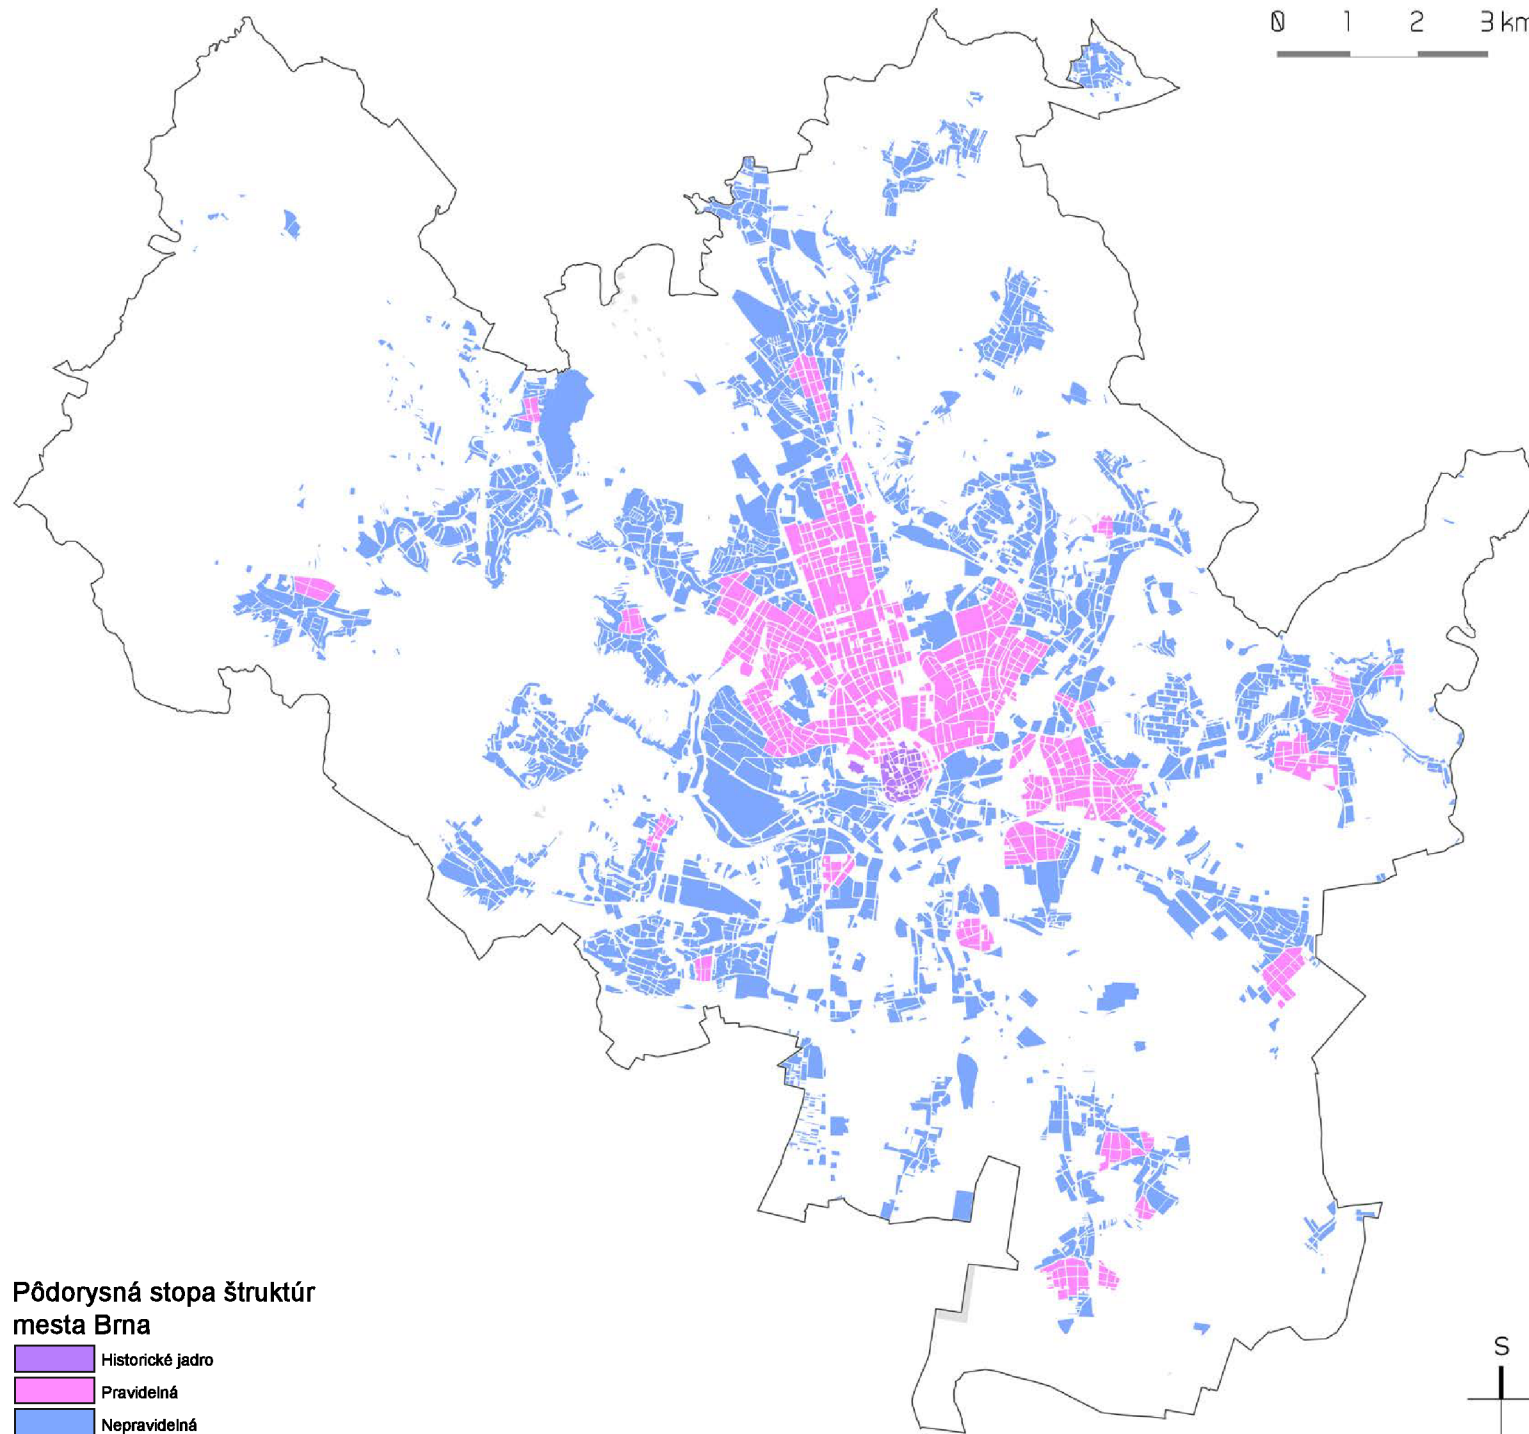 0 1 2 3 km
Pôdorysná stopa štruktúr
mesta Brna
Historické jadro
Pravidelná
Nepravidelná
S